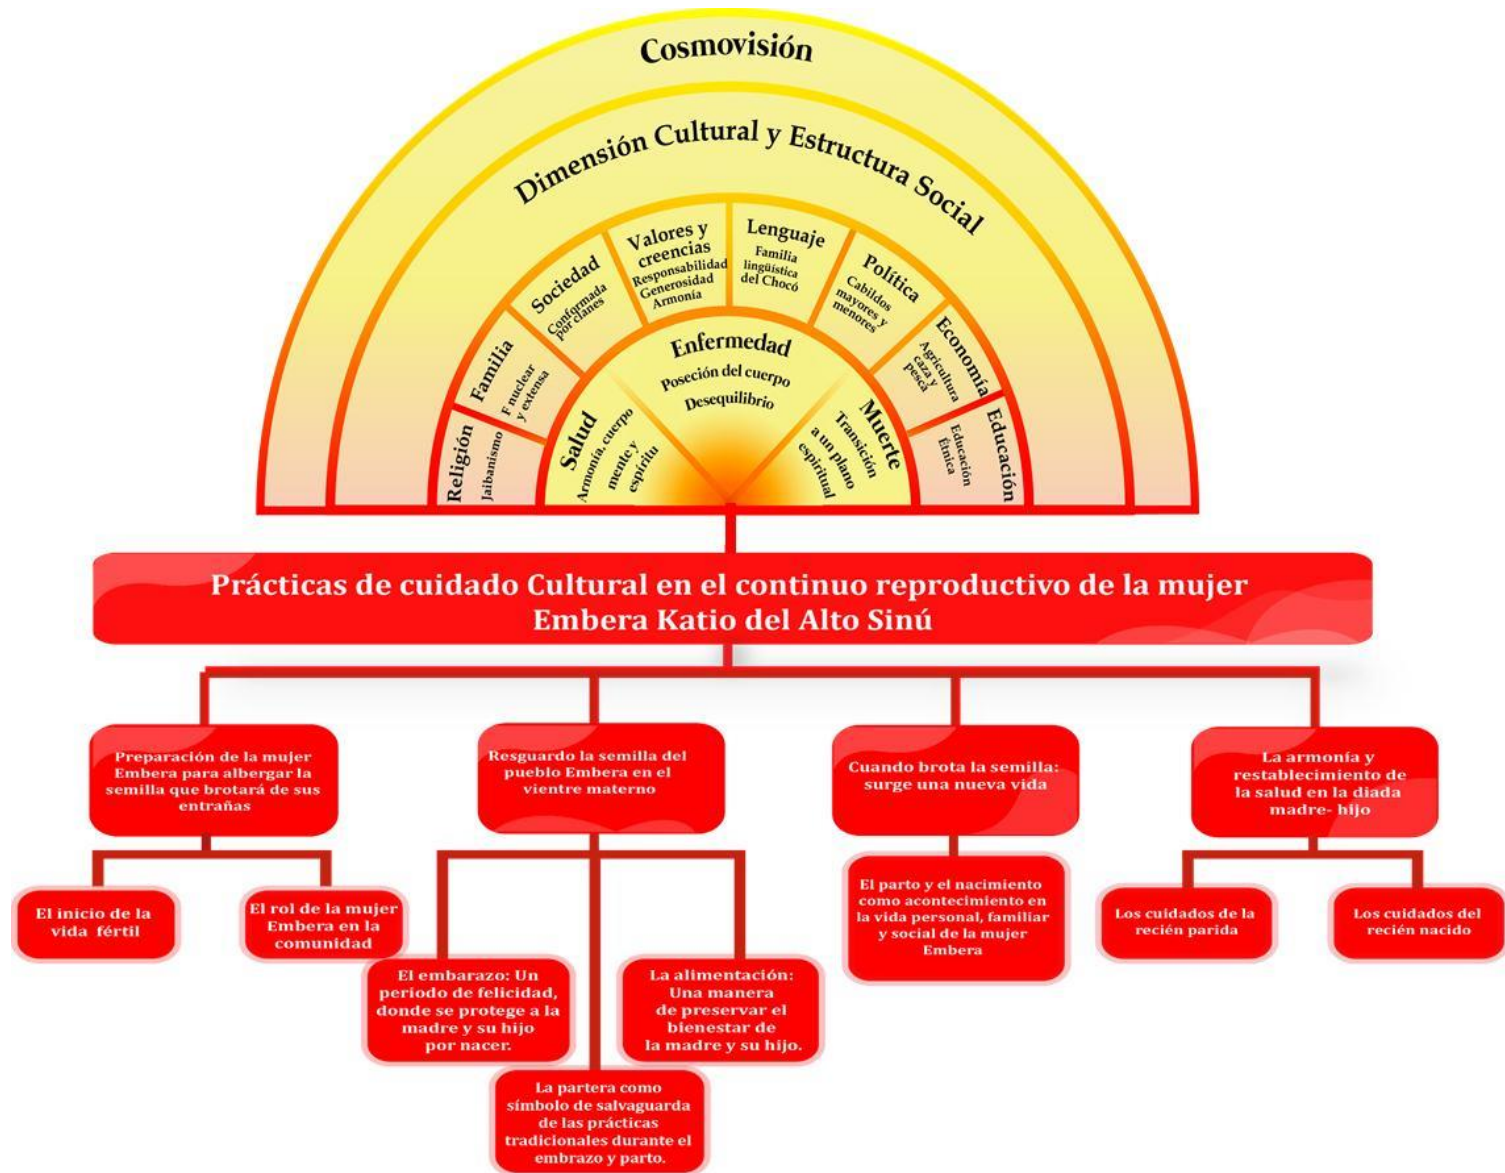 Cosmovisión
Dimensión Cultural y Estructura Social
Religión
Jaibanismo
Familia
F nuclear
y extensa
Sociedad
Conformada
por clanes
Valores y
creencias
Responsabilidad
Generosidad
Armonía
Lenguaje
Familia
lingüística
del Chocó
Política
Cabildos
mayores y
menores
Economía
Agricultura
caza y
pesca
Educación
Educación
Étnica
Salud
Armonía, cuerpo
mente y
espíritu
Enfermedad
Poseción del cuerpo
Desequilibrio
Muerte
Transición
a un plano
espiritual
Prácticas de cuidado Cultural en el continuo reproductivo de la mujer
Embera Katio del Alto Sinú
Preparación de la mujer
Embera para albergar la
semilla que brotará de sus
entrañas
Resguardo la semilla del
pueblo Embera en el
vientre materno
Cuando brota la semilla:
surge una nueva vida
La armonía y
restablecimiento de
la salud en la diada
madre- hijo
El inicio de la
vida fértil
El rol de la mujer
Embera en la
comunidad
El embarazo: Un
periodo de felicidad,
donde se protege a la
madre y su hijo
por nacer.
La partera como
símbolo de salvaguarda
de las prácticas
tradicionales durante el
embrazo y parto.
La alimentación:
Una manera
de preservar el
bienestar de
la madre y su hijo.
El parto y el nacimiento
como acontecimiento en
la vida personal, familiar
y social de la mujer
Embera
Los cuidados de la
recién parida
Los cuidados del
recién nacido